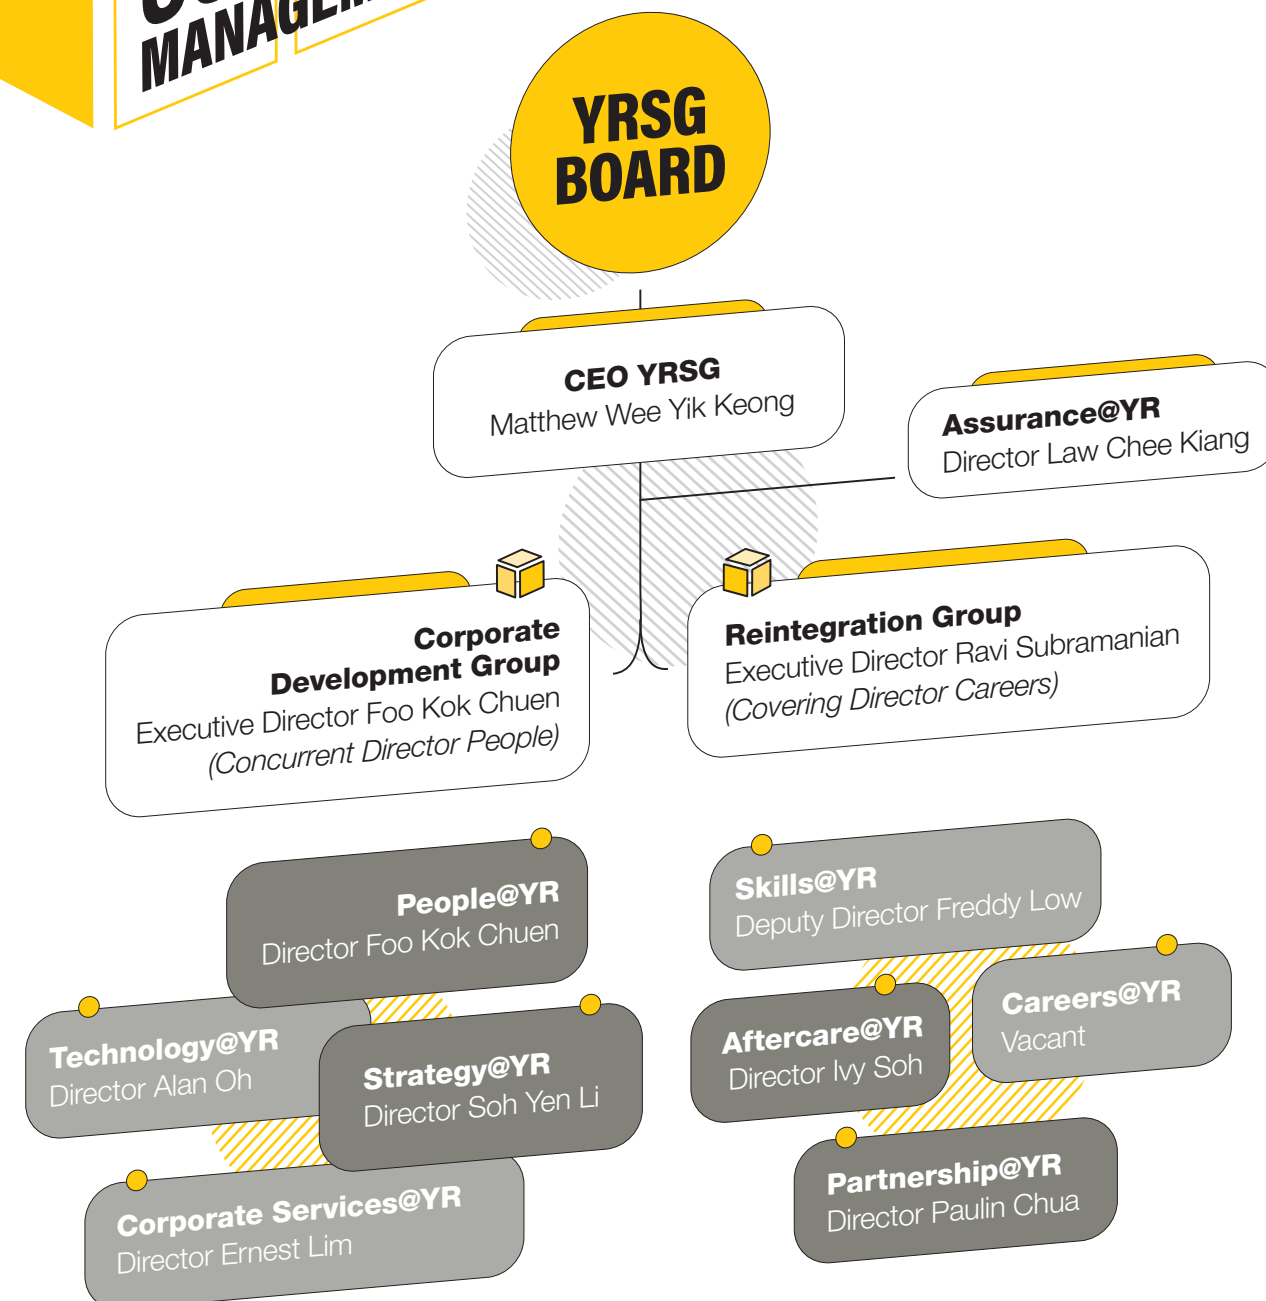 MANAGEM
YRSG
BOARD
CEO YRSG
Matthew Wee Yik Keong
Assurance@YR
Director Law Chee Kiang
Corporate
Development Group
Executive Director Foo Kok Chuen
(Concurrent Director People)
Reintegration Group
Executive Director Ravi Subramanian
(Covering Director Careers)
People@YR
Director Foo Kok Chuen
Technology@YR
Director Alan Oh
Strategy@YR
Director Soh Yen Li
Corporate Services@YR
Director Ernest Lim
Skills@YR
Deputy Director Freddy Low
Careers@YR
Vacant
Aftercare@YR
Director Ivy Soh
Partnership@YR
Director Paulin Chua